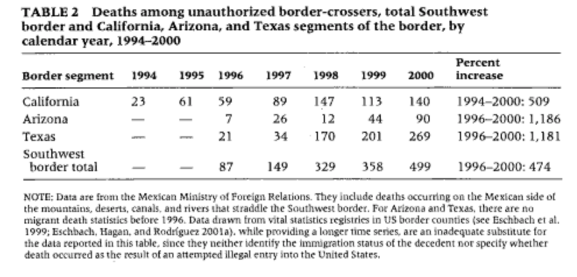 TABLE 2 Deaths among unauthorized border-crossers, total Southwest
border and California, Arizona, and Texas segments of the border, by
calendar year, 1994–2000
Percent
Border segment 1994 1995 1996 1997 1998 1999 2000 increase
California 23 61 59 89 147 113 140 1994–2000: 509
Arizona — — 7 26 12 44 90 1996–2000: 1,186
Texas — — 21 34 170 201 269 1996–2000: 1,181
Southwest
border total — — 87 149 329 358 499 1996–2000: 474
NOTE: Data are from the Mexican Ministry of Foreign Relations. They include deaths occurring on the Mexican side of
the mountains, deserts, canals, and rivers that straddle the Southwest border. For Arizona and Texas, there are no
migrant death statistics before 1996. Data drawn from vital statistics registries in US border counties (see Eschbach et al.
1999; Eschbach, Hagan, and Rodríguez 2001a), while providing a longer time series, are an inadequate substitute for
the data reported in this table, since they neither identify the immigration status of the decedent nor specify whether
death occurred as the result of an attempted illegal entry into the United States.